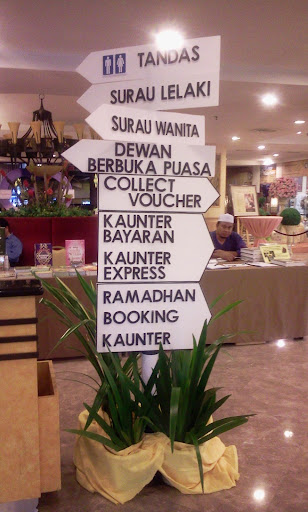 TANDAS
SURAU LELAKI
SURAU WANITA
DEWAN
BERBUKA PUASA
COLLECT
VOUCHER
KAUNTER
BAYARAN
KAUNTER
EXPRESS
RAMADHAN
BOOKING
KAUNTER